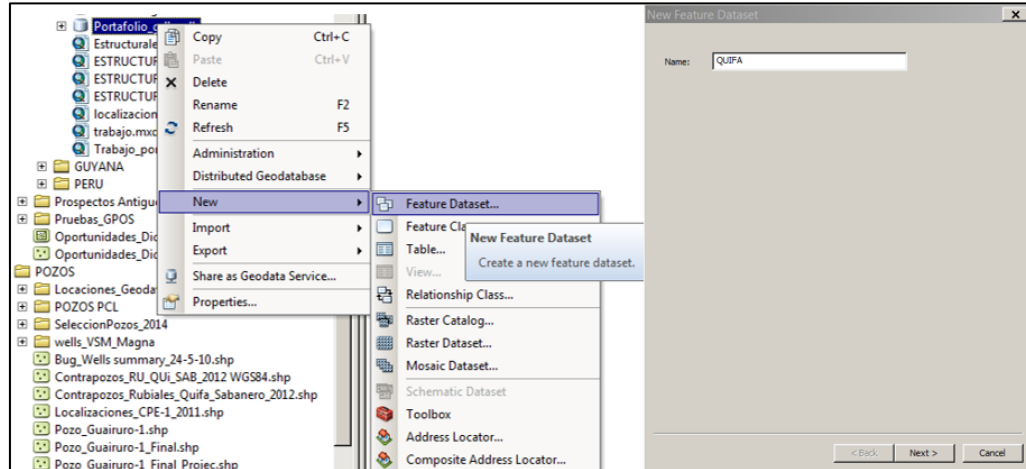 Portafolio_
Estructurale
ESTRUCTUR
ESTRUCTUR
ESTRUCTUR
localizacion
trabajo.mxd
Trabajo_por
GUYANA
PERU
Prospectos Antigu
Pruebas_GPOS
Oportunidades_Dic
Oportunidades_Dic
POZOS
Locaciones_Geoda
POZOS PCL
SeleccionPozos_2014
wells_VSM_Magna
Bug_Wells summary_24-5-10.shp
Contrapozos_RU_QUi_SAB_2012 WGS84.shp
Contrapozos_Rubiales_Quifa_Sabanero_2012.shp
Localizaciones_CPE-1_2011.shp
Pozo_Guairuro-1.shp
Pozo_Guairuro-1_Final.shp
Pozo_Guairuro-1_Final_Projec.shp
Copy Ctrl+C
Paste Ctrl+V
Delete
Rename F2
Refresh F5
Administration
Distributed Geodatabase
New
Import
Export
Share as Geodata Service...
Properties...
Feature Dataset...
Feature Cla
Table...
View...
Relationship Class...
Raster Catalog...
Raster Dataset...
Mosaic Dataset...
Schematic Dataset
Toolbox
Address Locator...
Composite Address Locator...
New Feature Dataset
Create a new feature dataset.
New Feature Dataset
Name: QUIFA
< Back Next > Cancel